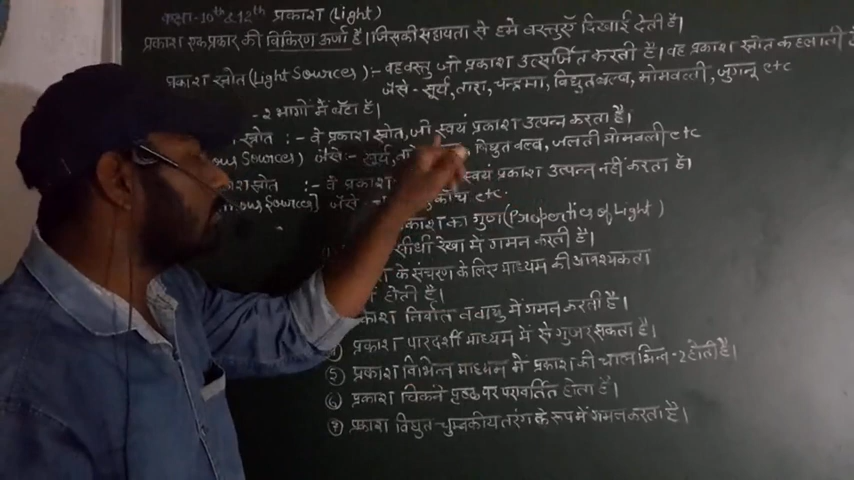 कक्षा-10th & 12th प्रकाश (Light)
प्रकाश एक प्रकार की विकिरण ऊर्जा है। जिसकी सहायता से हमे वस्तुएँ दिखाई देती है।
प्रकाश स्रोत (Light Sources) :- वह वस्तु जो प्रकाश उत्सर्जित करती है। वह प्रकाश स्रोत कहलाती है
जैसे - सूर्य, तारा, चन्द्रमा, विद्युत बल्व, मोमबत्ती, जुगनू etc
- 2 भागों में बँटा है।
स्रोत :- वे प्रकाश स्रोत, जो स्वयं प्रकाश उत्पन्न करता है।
ous Sources) जैसे:- सूर्य, तारे विद्युत बल्व, जलती मोमबत्ती etc
स्रोत :- वे प्रकाश स्वयं प्रकाश उत्पन्न नहीं करता है।
ous Sources] जैसे - etc.
काश का गुण (Properties of Light)
सीधी रेखा में गमन करती है।
के संचरण के लिए माध्यम की आवश्यकता
होती है।
काश निर्वात व वायु में गमन करती है।
④ प्रकाश पारदर्शी माध्यम में से गुजर सकता है।
⑤ प्रकाश विभिन्न माध्यम में प्रकाश की चाल भिन्न-2 होती है।
⑥ प्रकाश चिकने पृष्ठ पर परावर्तित होता है।
⑦ प्रकाश विद्युत-चुम्बकीय तरंग के रूप में गमन करता है।